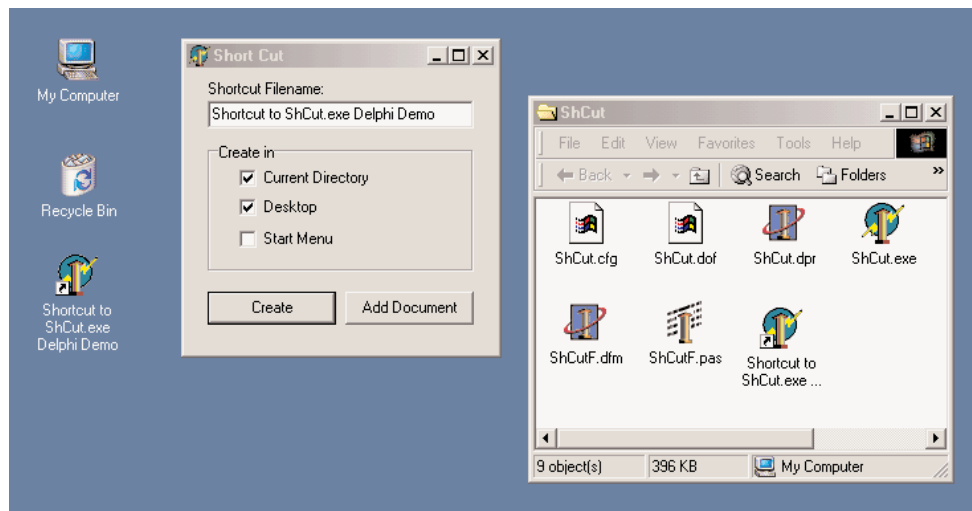 My Computer
Recycle Bin
Shortcut to
ShCut.exe
Delphi Demo
Short Cut
Shortcut Filename:
Shortcut to ShCut.exe Delphi Demo
Create in
Current Directory
Desktop
Start Menu
Create
Add Document
ShCut
File Edit View Favorites Tools Help
Back Search Folders »
ShCut.cfg ShCut.dof ShCut.dpr ShCut.exe
ShCutF.dfm ShCutF.pas Shortcut to
ShCut.exe ...
9 object(s) 396 KB My Computer